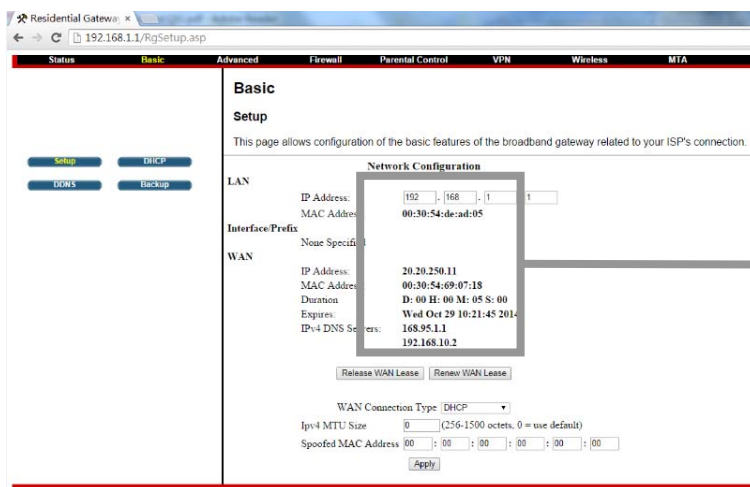 Residential Gateway ×
192.168.1.1/RgSetup.asp
Status Basic Advanced Firewall Parental Control VPN Wireless MTA
Basic
Setup
This page allows configuration of the basic features of the broadband gateway related to your ISP's connection.
Setup DHCP
DDNS Backup
Network Configuration
LAN
IP Address: 192 . 168 . 1 1
MAC Address 00:30:54:de:ad:05
Interface/Prefix
None Specified
WAN
IP Address: 20.20.250.11
MAC Address 00:30:54:69:07:18
Duration D: 00 H: 00 M: 05 S: 00
Expires: Wed Oct 29 10:21:45 2014
IPv4 DNS Servers: 168.95.1.1
192.168.10.2
Release WAN Lease Renew WAN Lease
WAN Connection Type DHCP
Ipv4 MTU Size 0 (256-1500 octets, 0 = use default)
Spoofed MAC Address 00 : 00 : 00 : 00 : 00 : 00
Apply